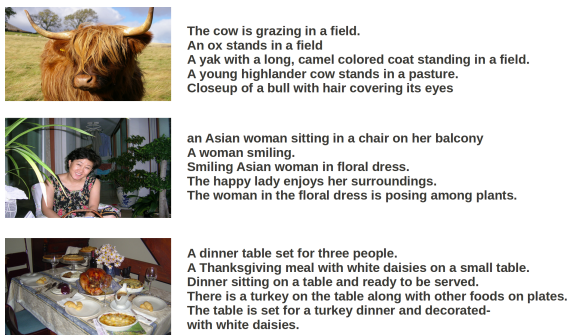 The cow is grazing in a field.
An ox stands in a field
A yak with a long, camel colored coat standing in a field.
A young highlander cow stands in a pasture.
Closeup of a bull with hair covering its eyes
an Asian woman sitting in a chair on her balcony
A woman smiling.
Smiling Asian woman in floral dress.
The happy lady enjoys her surroundings.
The woman in the floral dress is posing among plants.
A dinner table set for three people.
A Thanksgiving meal with white daisies on a small table.
Dinner sitting on a table and ready to be served.
There is a turkey on the table along with other foods on plates.
The table is set for a turkey dinner and decorated-
with white daisies.